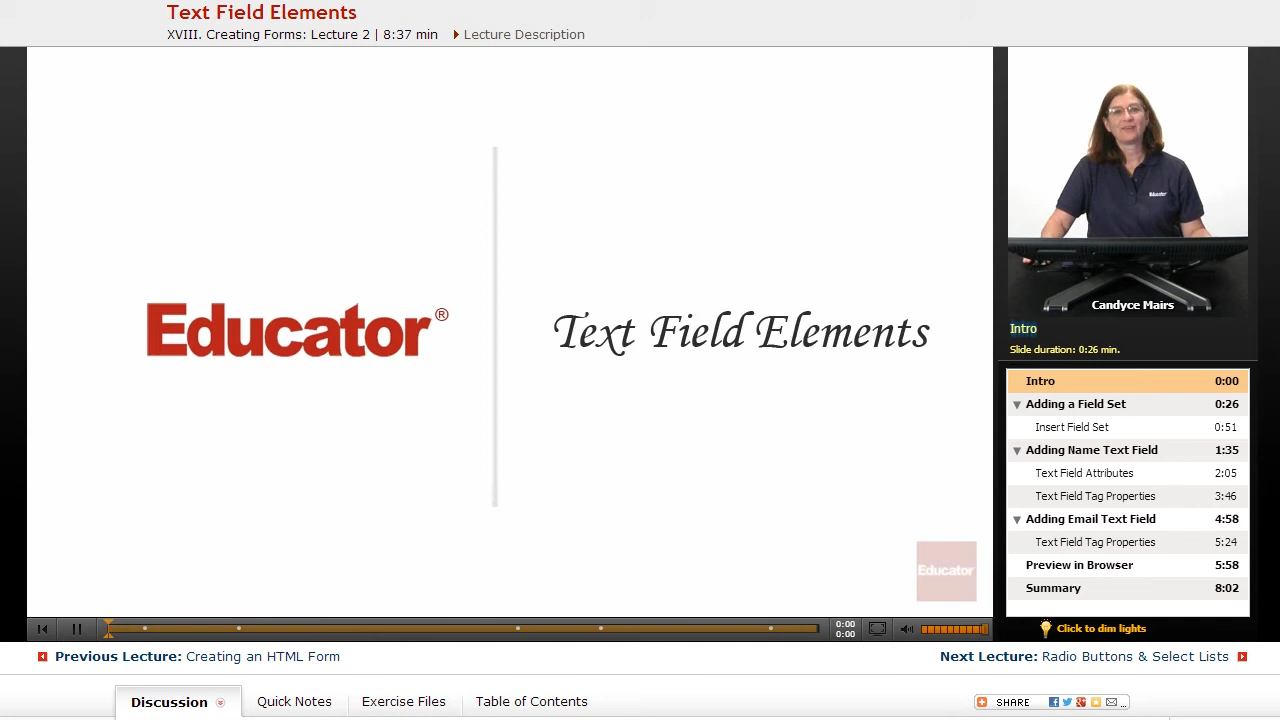 Text Field Elements
XVIII. Creating Forms: Lecture 2 | 8:37 min Lecture Description
Educator®
Text Field Elements
Educator
Educator
Candyce Mairs
Intro
Slide duration: 0:26 min.
Intro 0:00
Adding a Field Set 0:26
Insert Field Set 0:51
Adding Name Text Field 1:35
Text Field Attributes 2:05
Text Field Tag Properties 3:46
Adding Email Text Field 4:58
Text Field Tag Properties 5:24
Preview in Browser 5:58
Summary 8:02
0:00
0:00
Click to dim lights
Previous Lecture: Creating an HTML Form
Next Lecture: Radio Buttons & Select Lists
Discussion
Quick Notes
Exercise Files
Table of Contents
SHARE
...